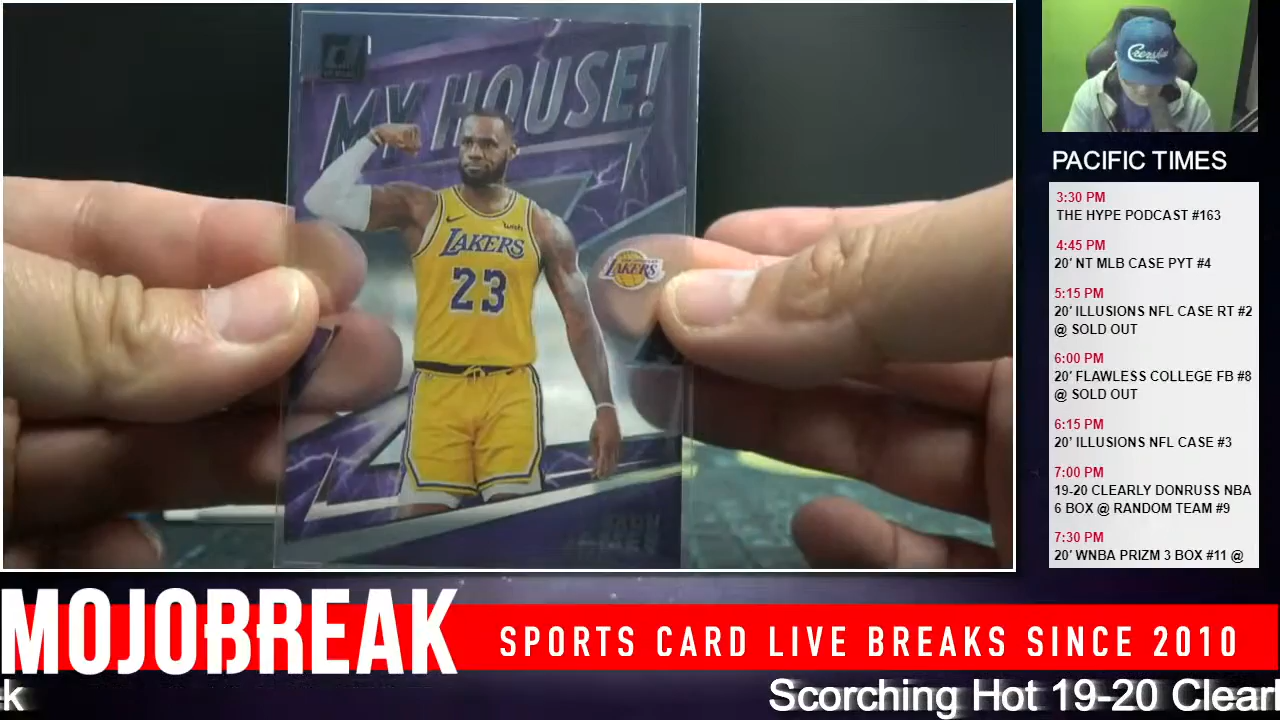 MY HOUSE!
wish
LAKERS
23
LAKERS
Crensha
PACIFIC TIMES
3:30 PM
THE HYPE PODCAST #163
4:45 PM
20' NT MLB CASE PYT #4
5:15 PM
20' ILLUSIONS NFL CASE RT #2
@ SOLD OUT
6:00 PM
20' FLAWLESS COLLEGE FB #8
@ SOLD OUT
6:15 PM
20' ILLUSIONS NFL CASE #3
7:00 PM
19-20 CLEARLY DONRUSS NBA
6 BOX @ RANDOM TEAM #9
7:30 PM
20' WNBA PRIZM 3 BOX #11 @
MOJOBREAK
SPORTS CARD LIVE BREAKS SINCE 2010
k
Scorching Hot 19-20 Clearl